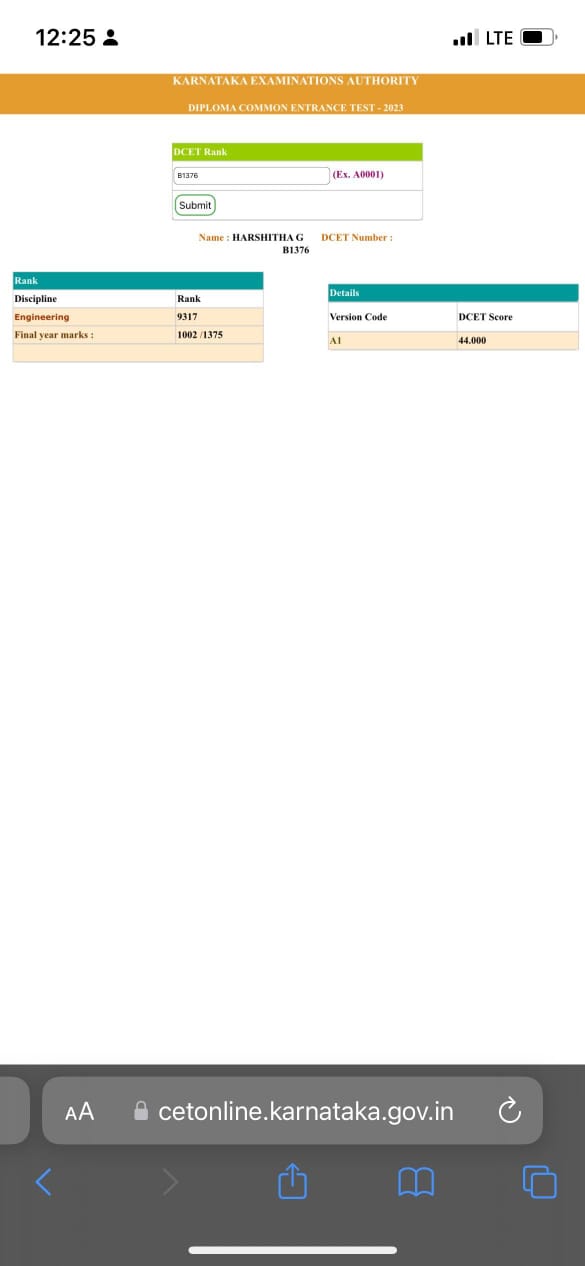 12:25
LTE
KARNATAKA EXAMINATIONS AUTHORITY
DIPLOMA COMMON ENTRANCE TEST - 2023
DCET Rank
B1376 (Ex. A0001)
Submit
Name : HARSHITHA G DCET Number :
B1376
Rank
Discipline Rank
Engineering 9317
Final year marks : 1002 /1375
Details
Version Code DCET Score
A1 44.000
AA cetonline.karnataka.gov.in